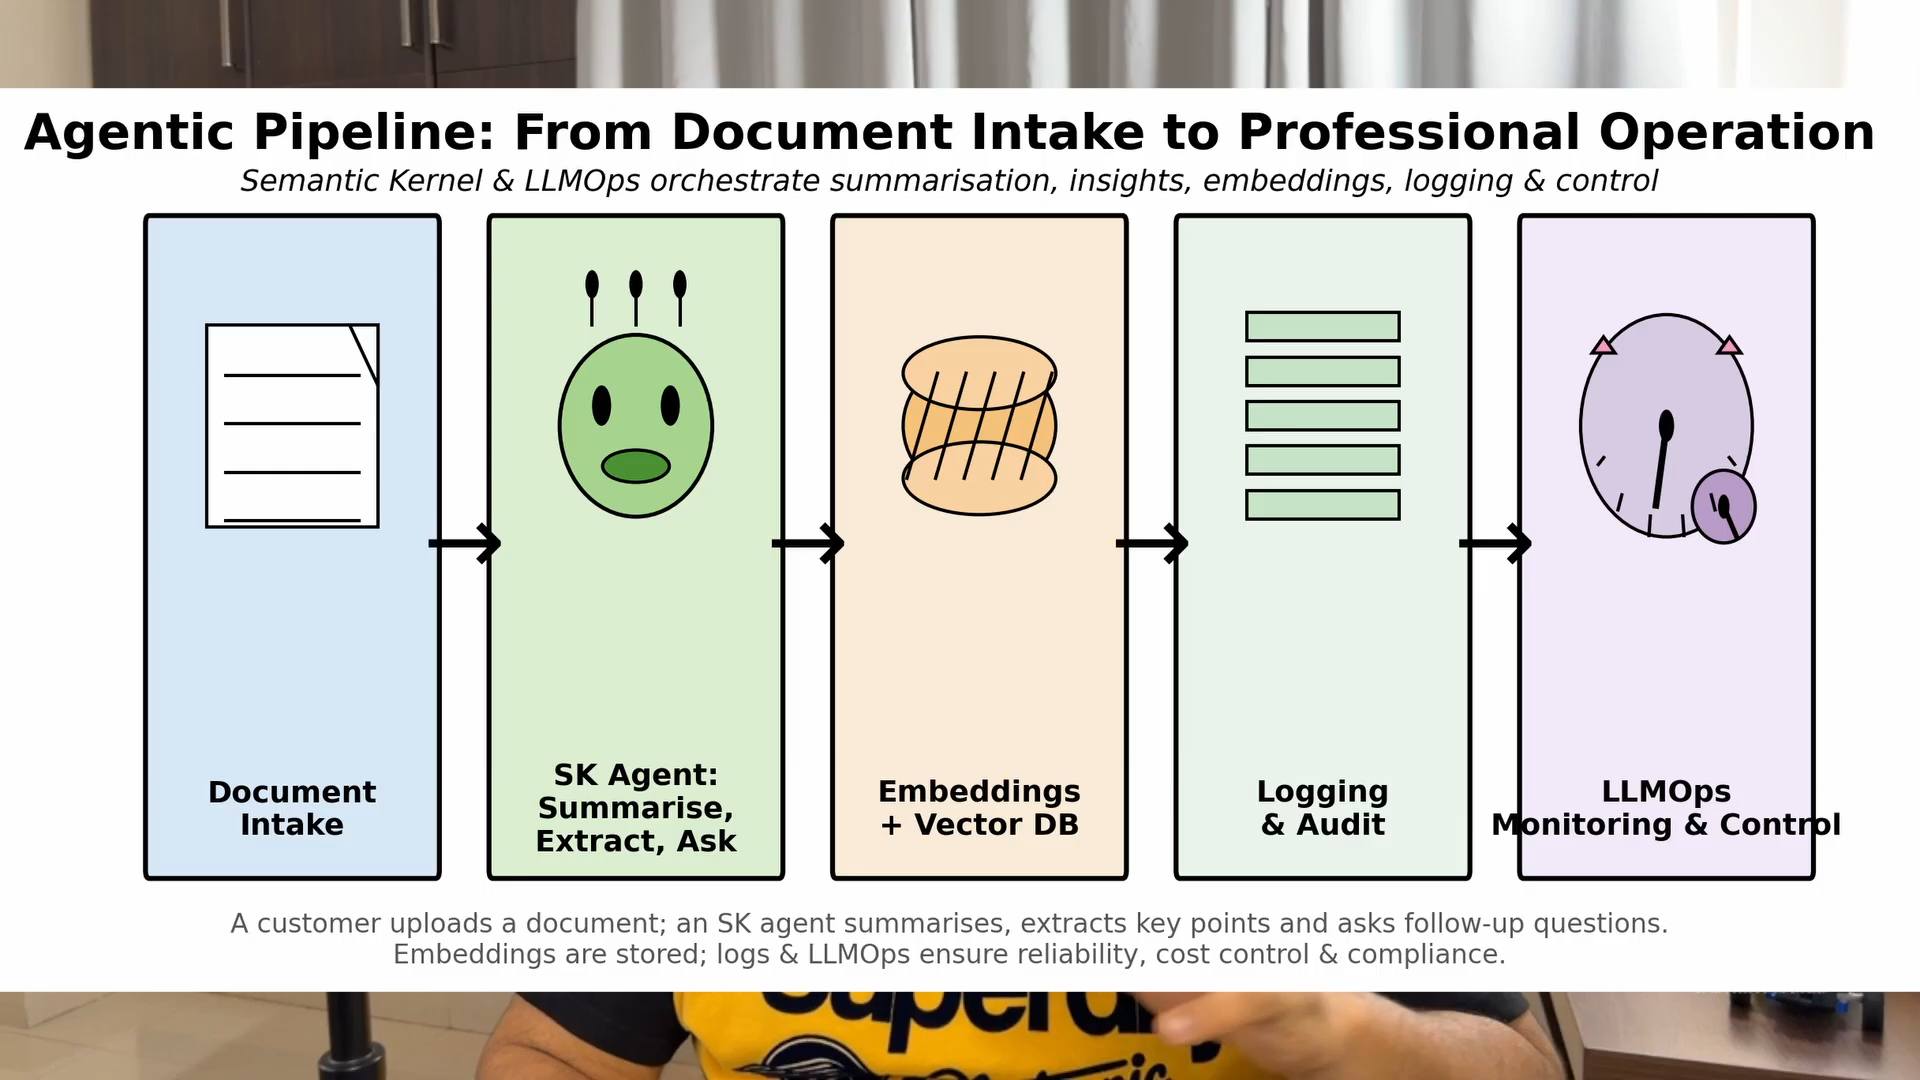 Agentic Pipeline: From Document Intake to Professional Operation
Semantic Kernel & LLMOps orchestrate summarisation, insights, embeddings, logging & control
Document
Intake
SK Agent:
Summarise,
Extract, Ask
Embeddings
+ Vector DB
Logging
& Audit
LLMOps
Monitoring & Control
A customer uploads a document; an SK agent summarises, extracts key points and asks follow-up questions.
Embeddings are stored; logs & LLMOps ensure reliability, cost control & compliance.